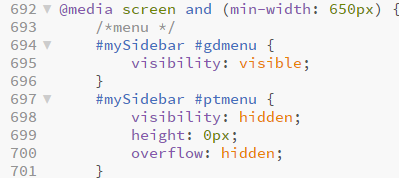 692 @media screen and (min-width: 650px) {
693 /*menu */
694 #mySidebar #gdmenu {
695 visibility: visible;
696 }
697 #mySidebar #ptmenu {
698 visibility: hidden;
699 height: 0px;
700 overflow: hidden;
701 }